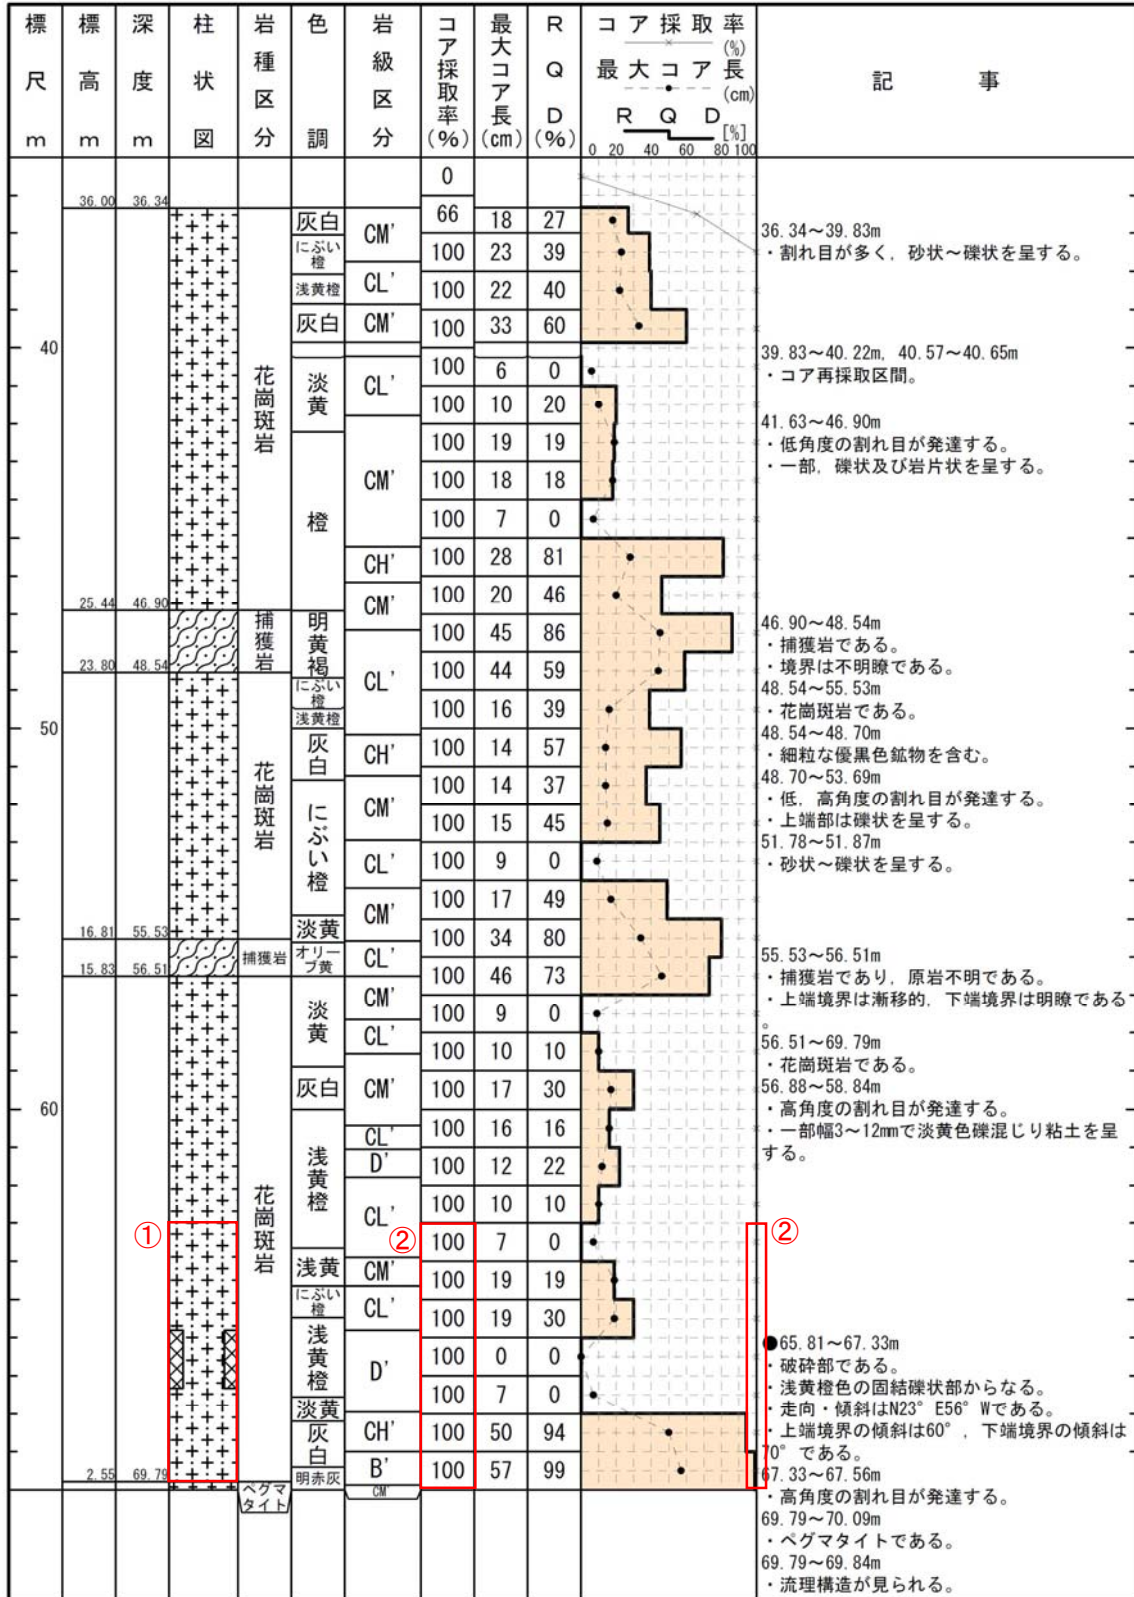 標尺m
標高m
深度m
柱状図
岩種区分
色調
岩級区分
コア採取率(%)
最大コア長(cm)
RQD(%)
コア採取率
(%)
最大コア長
(cm)
RQD
[%]
0 20 40 60 80 100
記事
0
36.00 36.34
灰白 CM' 66 18 27
36.34～39.83m
にぶい橙 100 23 39
・割れ目が多く，砂状～礫状を呈する。
浅黄橙 CL' 100 22 40
灰白 CM' 100 33 60
40
花崗斑岩
淡黄 CL' 100 6 0
39.83～40.22m, 40.57～40.65m
・コア再採取区間。
100 10 20
41.63～46.90m
橙 CM' 100 19 19
・低角度の割れ目が発達する。
100 18 18
・一部，礫状及び岩片状を呈する。
100 7 0
CH' 100 28 81
CM' 100 20 46
25.44 46.90
捕獲岩 明黄褐 100 45 86
46.90～48.54m
・捕獲岩である。
・境界は不明瞭である。
23.80 48.54
CL' 100 44 59
にぶい橙
48.54～55.53m
浅黄橙 100 16 39
・花崗斑岩である。
50
灰白 CH' 100 14 57
48.54～48.70m
・細粒な優黒色鉱物を含む。
花崗斑岩
にぶい橙 CM' 100 14 37
48.70～53.69m
・低，高角度の割れ目が発達する。
100 15 45
・上端部は礫状を呈する。
51.78～51.87m
CL' 100 9 0
・砂状～礫状を呈する。
CM' 100 17 49
淡黄 100 34 80
16.81 55.53
捕獲岩 オリーブ黄 CL' 100 46 73
55.53～56.51m
15.83 56.51
・捕獲岩であり，原岩不明である。
・上端境界は漸移的，下端境界は明瞭である
。
淡黄 CM' 100 9 0
CL' 100 10 10
56.51～69.79m
・花崗斑岩である。
灰白 CM' 100 17 30
56.88～58.84m
60
・高角度の割れ目が発達する。
浅黄橙 CL' 100 16 16
・一部幅3～12mmで淡黄色礫混じり粘土を呈
する。
D' 100 12 22
花崗斑岩
CL' 100 10 10
①
②
②
100 7 0
浅黄 CM' 100 19 19
にぶい橙 CL' 100 19 30
浅黄橙 D' 100 0 0
●65.81～67.33m
・破砕部である。
100 7 0
・浅黄橙色の固結礫状部からなる。
淡黄
・走向・傾斜はN23°E56°Wである。
灰白 CH' 100 50 94
・上端境界の傾斜は60°，下端境界の傾斜は
70°である。
明赤灰 B' 100 57 99
2.55 69.79
67.33～67.56m
ペグマタイト CM'
・高角度の割れ目が発達する。
69.79～70.09m
・ペグマタイトである。
69.79～69.84m
・流理構造が見られる。